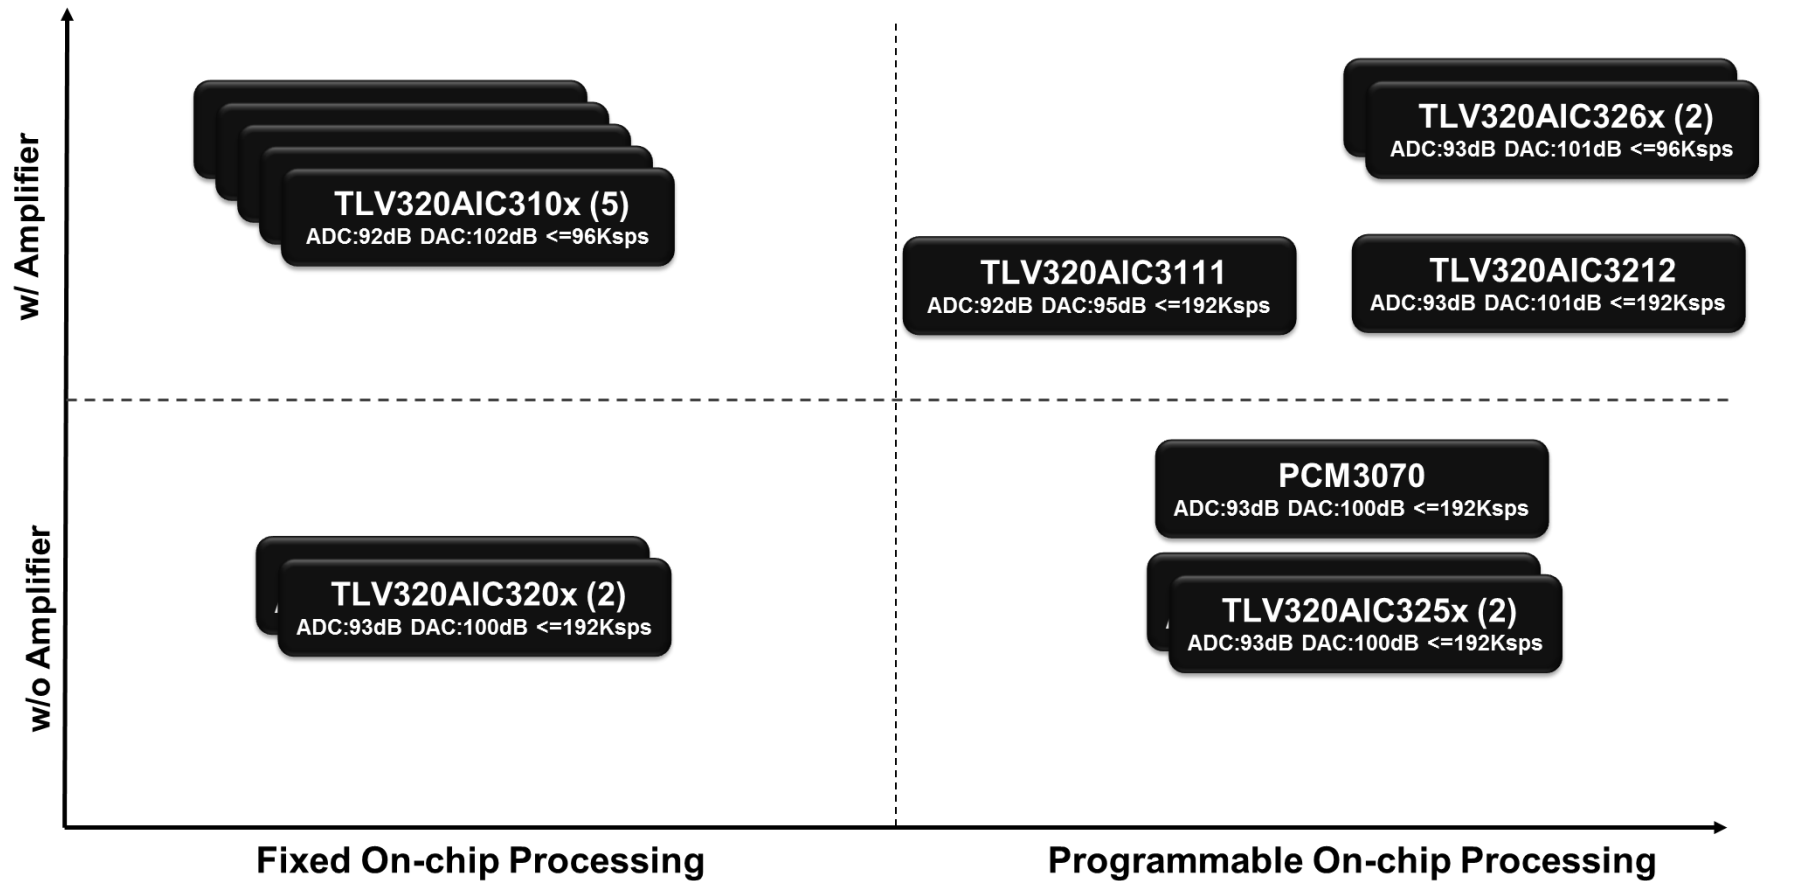 w/ Amplifier
TLV320AIC310x (5)
ADC:92dB DAC:102dB <=96Ksps
TLV320AIC326x (2)
ADC:93dB DAC:101dB <=96Ksps
TLV320AIC3111
ADC:92dB DAC:95dB <=192Ksps
TLV320AIC3212
ADC:93dB DAC:101dB <=192Ksps
w/o Amplifier
TLV320AIC320x (2)
ADC:93dB DAC:100dB <=192Ksps
PCM3070
ADC:93dB DAC:100dB <=192Ksps
TLV320AIC325x (2)
ADC:93dB DAC:100dB <=192Ksps
Fixed On-chip Processing
Programmable On-chip Processing